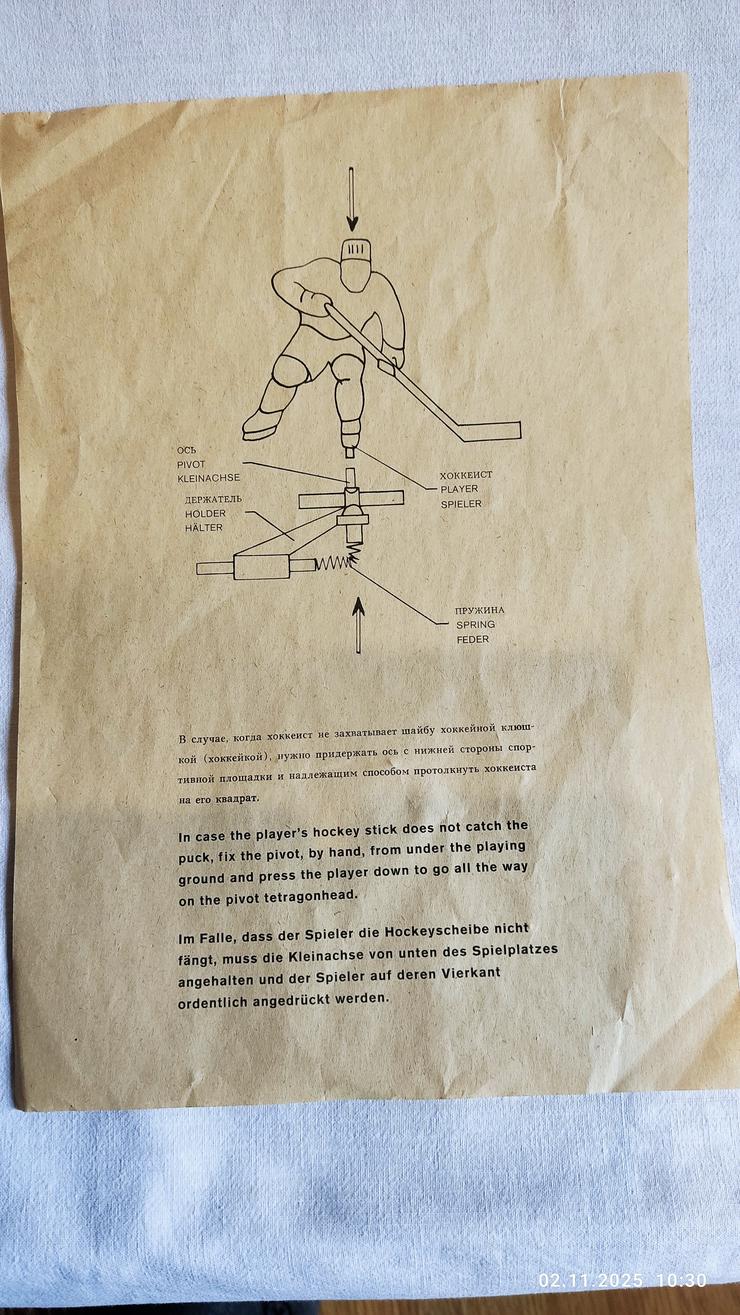 ОСЬ
PIVOT
KLEINACHSE
ДЕРЖАТЕЛЬ
HOLDER
HÄLTER
ХОККЕИСТ
PLAYER
SPIELER
ПРУЖИНА
SPRING
FEDER
В случае, когда хоккеист не захватывает шайбу хоккейной клюш-
кой (хоккейкой), нужно придержать ось с нижней стороны спор-
тивной площадки и надлежащим способом протолкнуть хоккеиста
на его квадрат.
In case the player's hockey stick does not catch the
puck, fix the pivot, by hand, from under the playing
ground and press the player down to go all the way
on the pivot tetragonhead.
Im Falle, dass der Spieler die Hockeyscheibe nicht
fängt, muss die Kleinachse von unten des Spielplatzes
angehalten und der Spieler auf deren Vierkant
ordentlich angedrückt werden.
02.11.2025 10:30